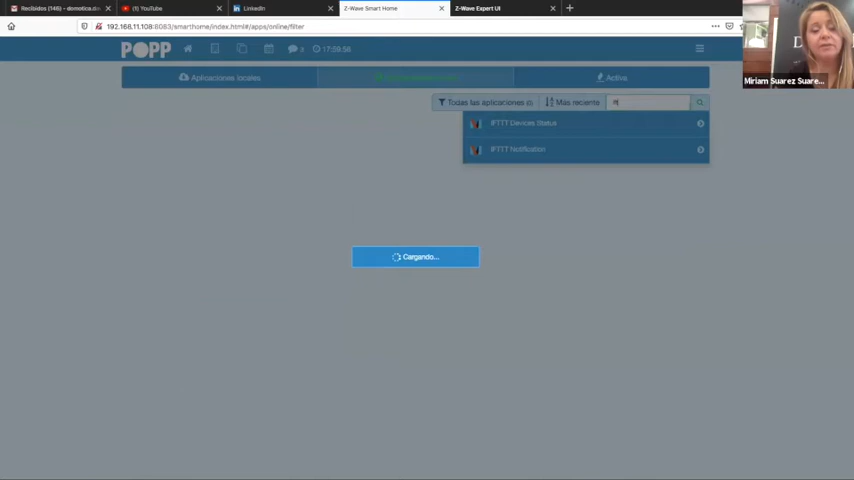 Recibidos (146) - domotica.da
(1) YouTube
LinkedIn
Z-Wave Smart Home
Z-Wave Expert UI
192.168.11.108:8083/smarthome/index.html#/apps/online/filter
POPP
3
17:59:56
Aplicaciones locales
Activa
Todas las aplicaciones (0)
Más reciente
IFTTT Devices Status
IFTTT Notification
Cargando...
Miriam Suarez Suare...